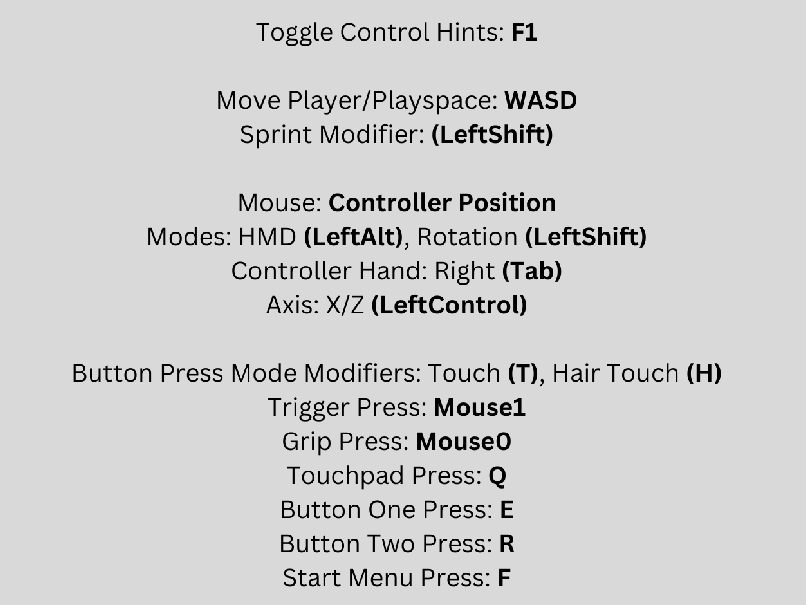 Toggle Control Hints: F1
Move Player/Playspace: WASD
Sprint Modifier: (LeftShift)
Mouse: Controller Position
Modes: HMD (LeftAlt), Rotation (LeftShift)
Controller Hand: Right (Tab)
Axis: X/Z (LeftControl)
Button Press Mode Modifiers: Touch (T), Hair Touch (H)
Trigger Press: Mouse1
Grip Press: Mouse0
Touchpad Press: Q
Button One Press: E
Button Two Press: R
Start Menu Press: F